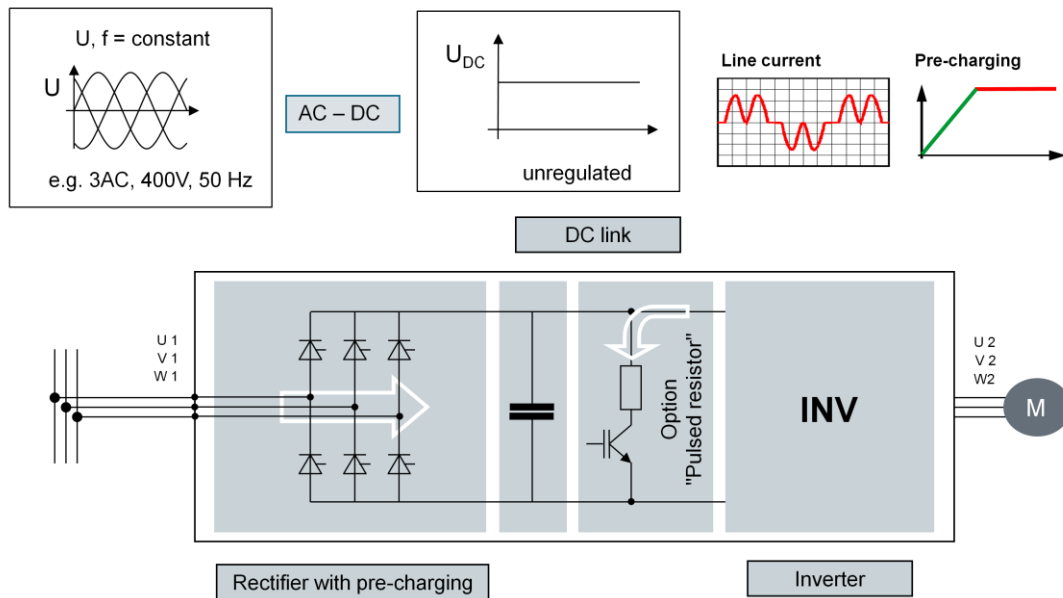 U, f = constant
U
e.g. 3AC, 400V, 50 Hz
AC – DC
UDC
unregulated
Line current
Pre-charging
DC link
U 1
V 1
W 1
Option
"Pulsed resistor"
INV
U 2
V 2
W2
M
Rectifier with pre-charging
Inverter